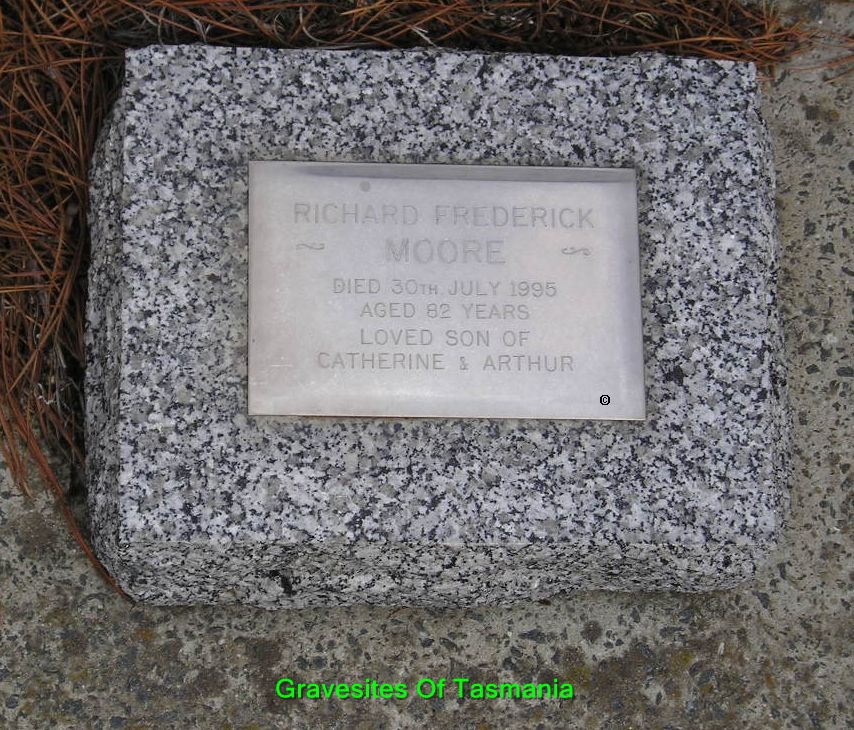 RICHARD FREDERICK
MOORE
DIED 30TH JULY 1995
AGED 82 YEARS
LOVED SON OF
CATHERINE & ARTHUR
©
Gravesites Of Tasmania